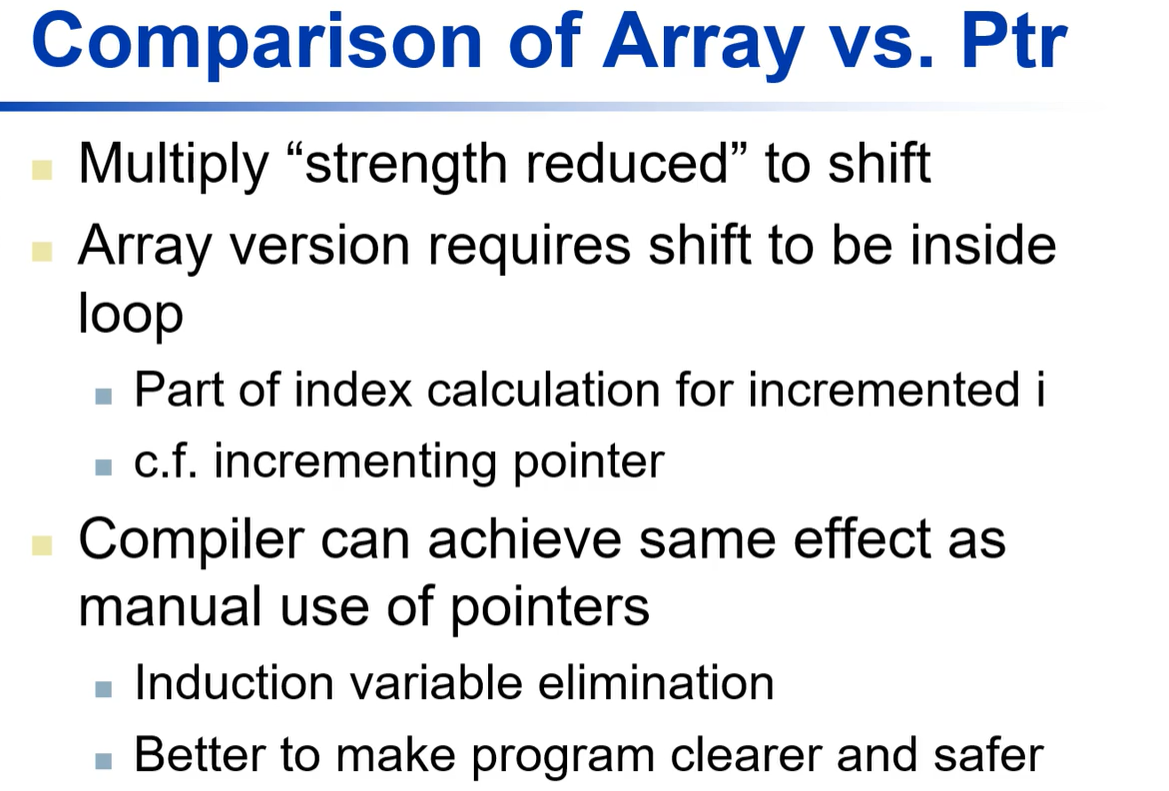 Comparison of Array vs. Ptr
Multiply “strength reduced” to shift
Array version requires shift to be inside
loop
Part of index calculation for incremented i
c.f. incrementing pointer
Compiler can achieve same effect as
manual use of pointers
Induction variable elimination
Better to make program clearer and safer